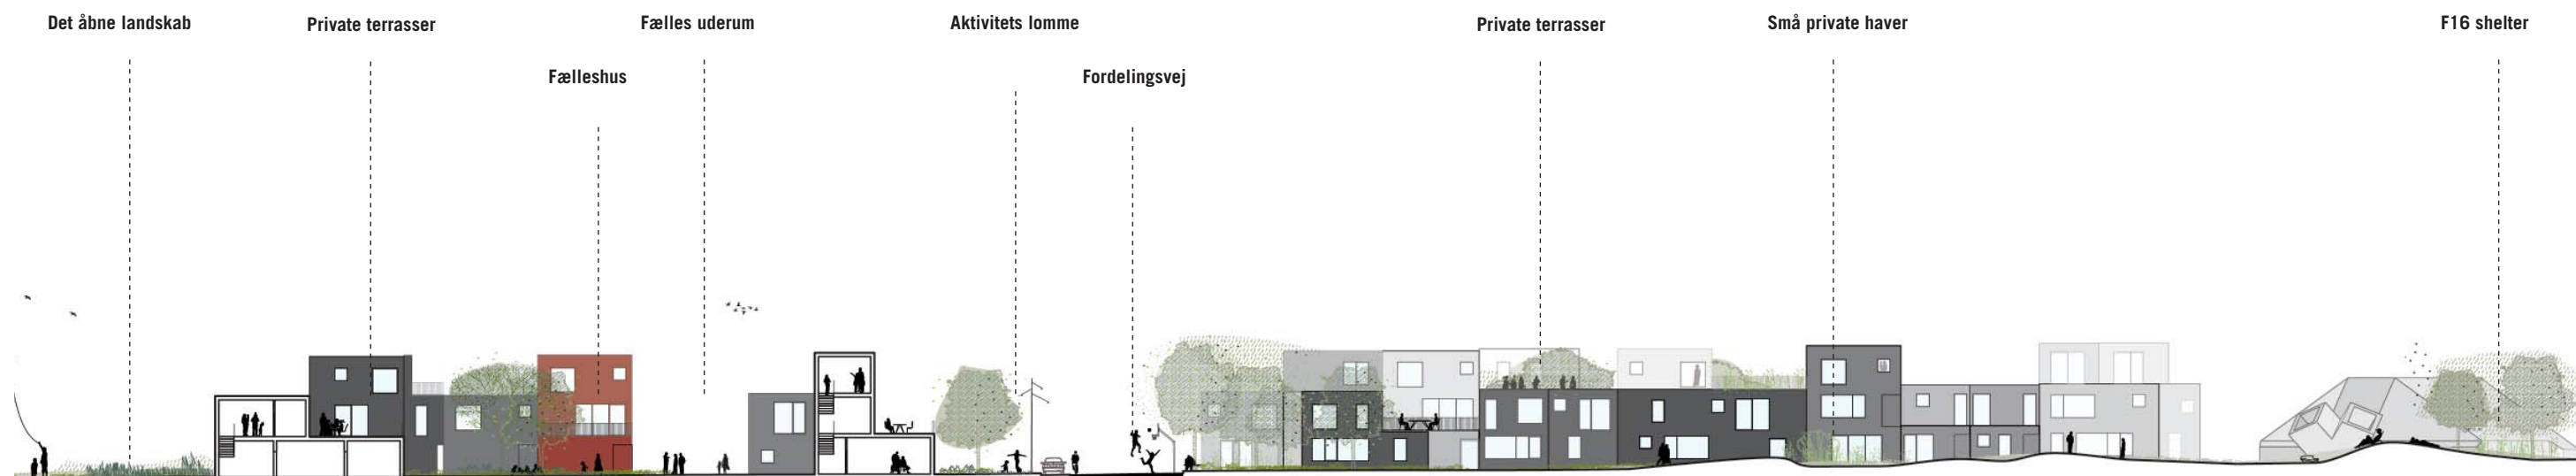 Det åbne landskab
Private terrasser
Fælles uderum
Aktivitets lomme
Private terrasser
Små private haver
F16 shelter
Fælleshus
Fordelingsvej